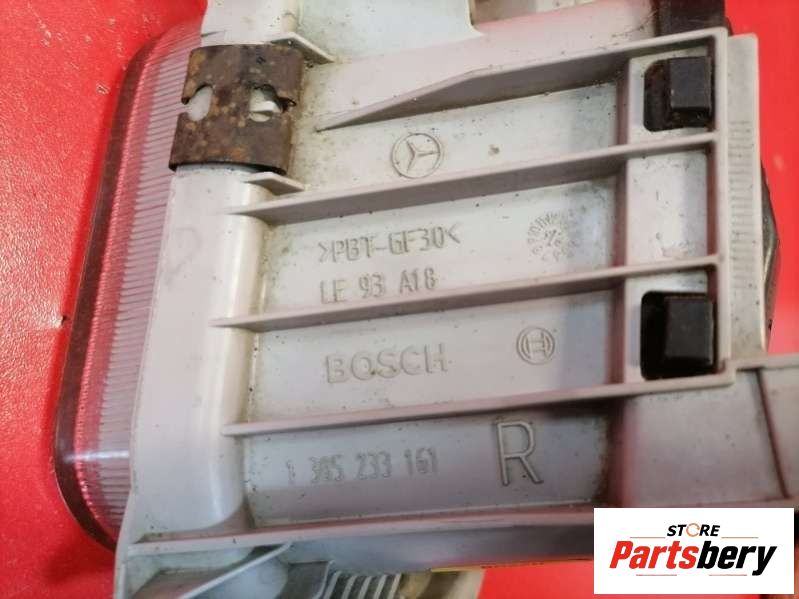 >PBT-GF30<
LE 93 A18
BOSCH
1 305 233 161
R
STORE
Partsbery